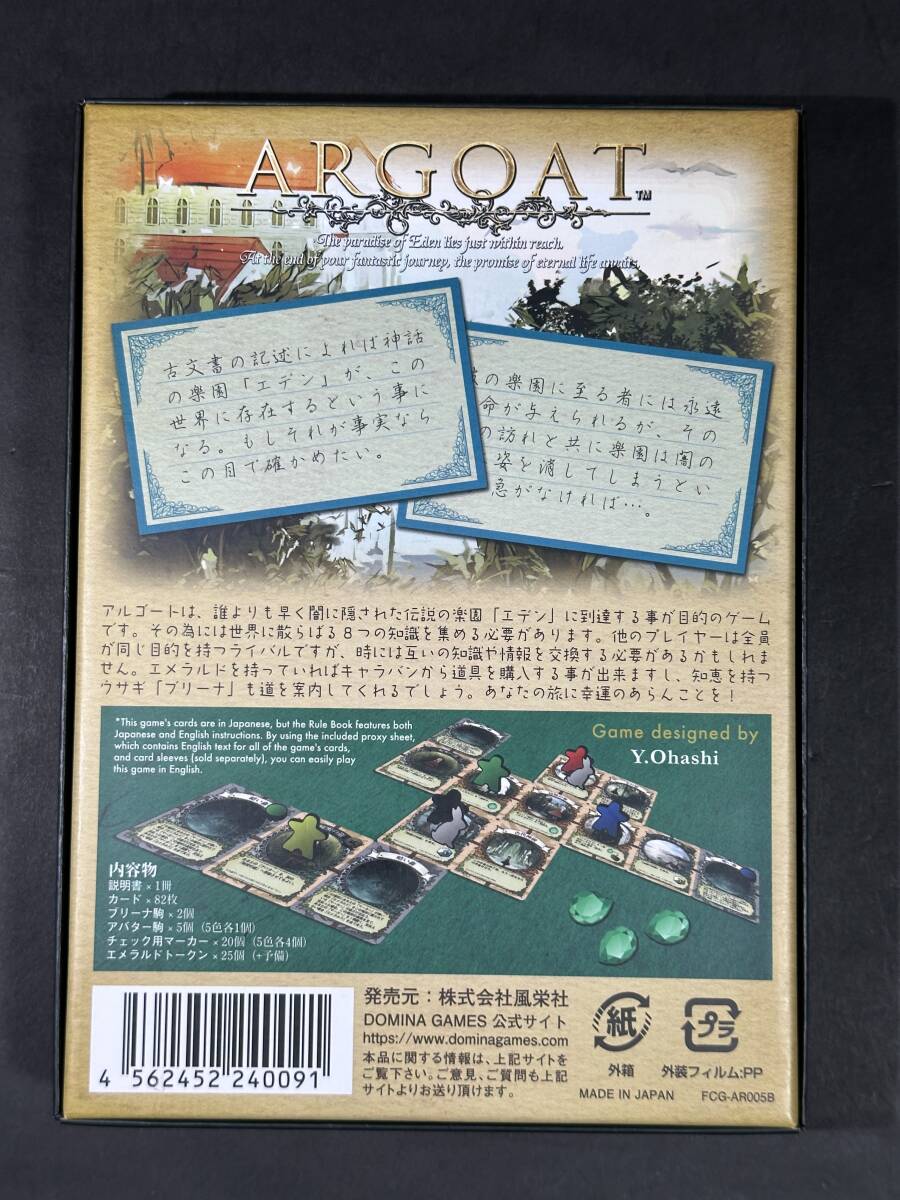 ARGOAT™
The paradise of Eden lies just within reach.
At the end of your fantastic journey, the promise of eternal life awaits.
古文書の記述によれば神話
の楽園「エデン」が、この
世界に存在するという事に
なる。もしそれが事実なら
この目で確かめたい。
の楽園に至る者には永遠
命が与えられるが、その
の訪れと共に楽園は闇の
姿を消してしまうとい
急がなければ…。
アルゴートは、誰よりも早く闇に隠された伝説の楽園「エデン」に到達する事が目的のゲーム
です。その為には世界に散らばる8つの知識を集める必要があります。他のプレイヤーは全員
が同じ目的を持つライバルですが、時には互いの知識や情報を交換する必要があるかもしれま
せん。エメラルドを持っていればキャラバンから道具を購入する事が出来ますし、知恵を持つ
ウサギ「ブリーナ」も道を案内してくれるでしょう。あなたの旅に幸運のあらんことを!
*This game's cards are in Japanese, but the Rule Book features both
Japanese and English instructions. By using the included proxy sheet,
which contains English text for all of the game's cards,
and card sleeves (sold separately), you can easily play
this game in English.
Game designed by
Y.Ohashi
内容物
説明書×1冊
カード×82枚
ブリーナ駒×2個
アバター駒×5個(5色各1個)
チェック用マーカー×20個(5色各4個)
エメラルドトークン×25個(+予備)
4 562452 240091
発売元:株式会社風栄社
DOMINA GAMES 公式サイト
https://www.dominagames.com
本品に関する情報は、上記サイトを
ご覧下さい。ご意見、ご質問も上記
サイトよりお送り頂けます。
紙
外箱
プラ
外装フィルム:PP
MADE IN JAPAN
FCG-AR005B